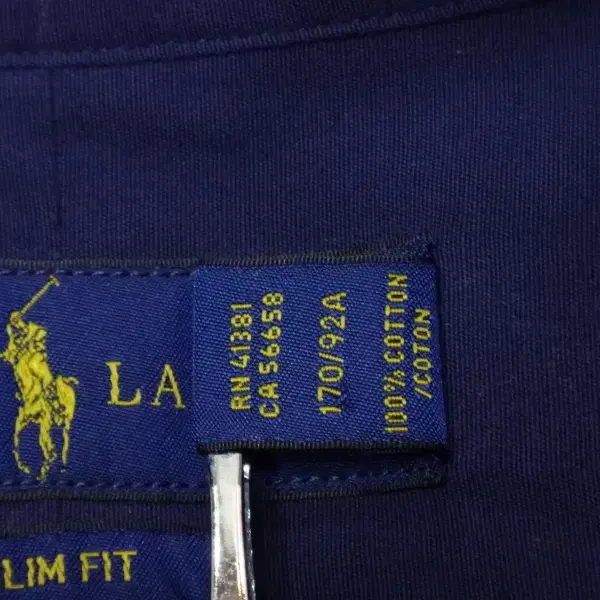 LA
RN 41381
CA 56658
170/92A
100% COTTON
/COTON
LIM FIT